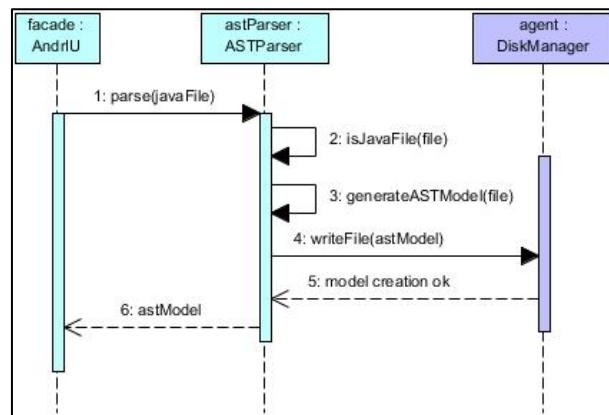 facade :
AndrIU
astParser :
ASTParser
agent :
DiskManager
1: parse(javaFile)
2: isJavaFile(file)
3: generateASTModel(file)
4: writeFile(astModel)
5: model creation ok
6: astModel